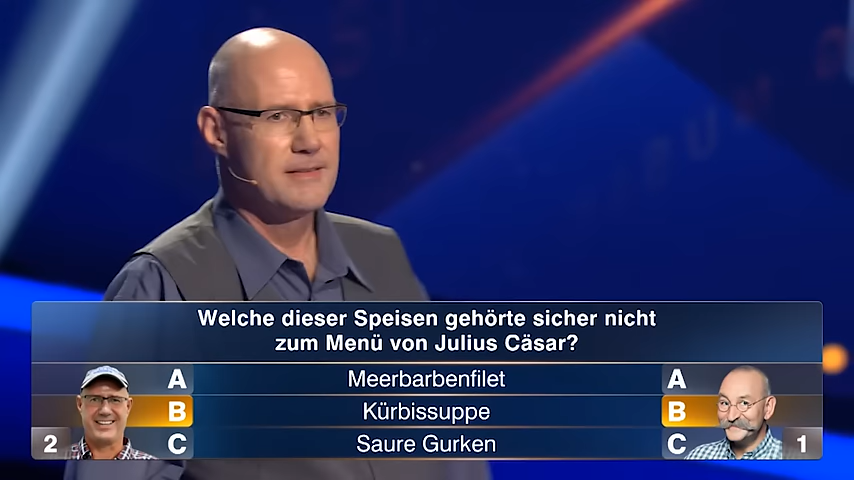 Welche dieser Speisen gehörte sicher nicht
zum Menü von Julius Cäsar?
A Meerbarbenfilet A
B Kürbissuppe B
2 C Saure Gurken C 1